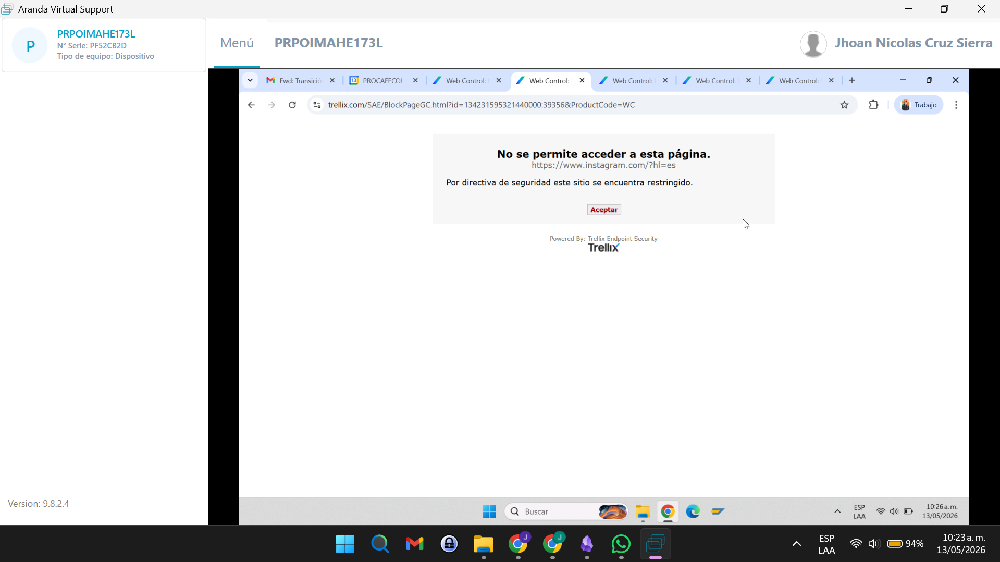 Aranda Virtual Support
P
PRPOIMAHE173L
N° Serie: PF52CB2D
Tipo de equipo: Dispositivo
Menú
PRPOIMAHE173L
Jhoan Nicolas Cruz Sierra
Fwd: Transició
13
PROCAFECOL
Web Control:
Web Control:
Web Control:
Web Control:
Web Control:
trellix.com/SAE/BlockPageGC.html?id=134231595321440000:39356&ProductCode=WC
Trabajo
No se permite acceder a esta página.
https://www.instagram.com/?hl=es
Por directiva de seguridad este sitio se encuentra restringido.
Aceptar
Powered By: Trellix Endpoint Security
Trellix
Version: 9.8.2.4
Buscar
ESP
LAA
10:26 a. m.
13/05/2026
J
J
ESP
LAA
94%
10:23 a. m.
13/05/2026